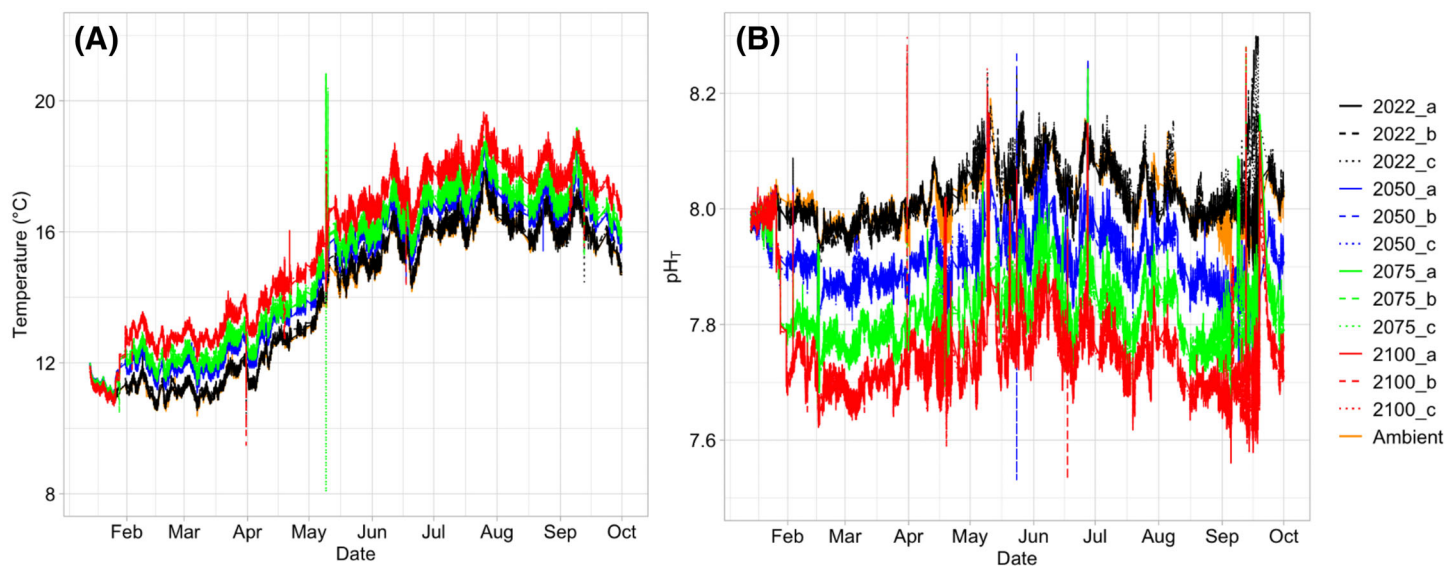 (A)
20
16
12
8
Temperature (°C)
Feb Mar Apr May Jun Jul Aug Sep Oct
Date
(B)
8.2
8.0
7.8
7.6
pHT
Feb Mar Apr May Jun Jul Aug Sep Oct
Date
2022_a
2022_b
2022_c
2050_a
2050_b
2050_c
2075_a
2075_b
2075_c
2100_a
2100_b
2100_c
Ambient